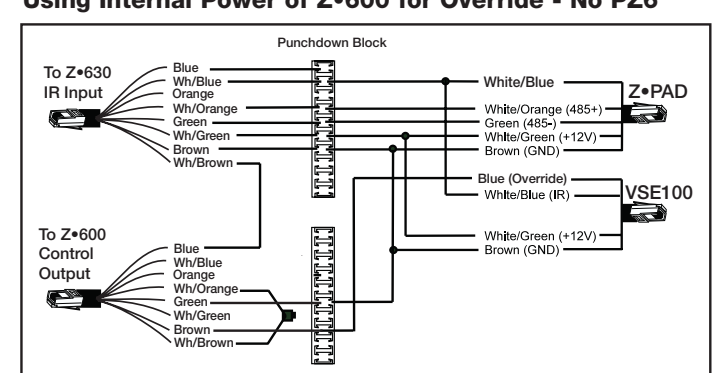 Using Internal Power of Z•600 for Override - No PZ6
Punchdown Block
To Z•630
IR Input
Blue
Wh/Blue
Orange
Wh/Orange
Green
Wh/Green
Brown
Wh/Brown
White/Blue
White/Orange (485+)
Green (485-)
White/Green (+12V)
Brown (GND)
Z•PAD
Blue (Override)
White/Blue (IR)
White/Green (+12V)
Brown (GND)
VSE100
To Z•600
Control
Output
Blue
Wh/Blue
Orange
Wh/Orange
Green
Wh/Green
Brown
Wh/Brown